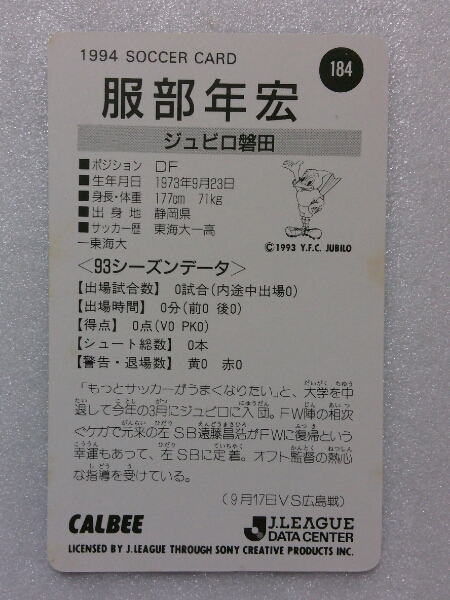 1994 SOCCER CARD
184
服部年宏
ジュビロ磐田
■ポジション DF
■生年月日 1973年9月23日
■身長・体重 177cm 71kg
■出身地 静岡県
■サッカー歴 東海大一高
―東海大
©1993 Y.F.C. JUBILO
〈93シーズンデータ〉
【出場試合数】 0試合(内途中出場0)
【出場時間】 0分(前0 後0)
【得点】 0点(V0 PK0)
【シュート総数】 0本
【警告・退場数】 黄0 赤0
「もっとサッカーがうまくなりたい」と、大学を中
退して今年の3月にジュビロに入団。FW陣の相次
ぐケガで元来の左SB遠藤昌浩がFWに復帰という
幸運もあって、左SBに定着。オフト監督の熱心
な指導を受けている。
(9月17日VS広島戦)
CALBEE
J.LEAGUE
DATA CENTER
LICENSED BY J.LEAGUE THROUGH SONY CREATIVE PRODUCTS INC.